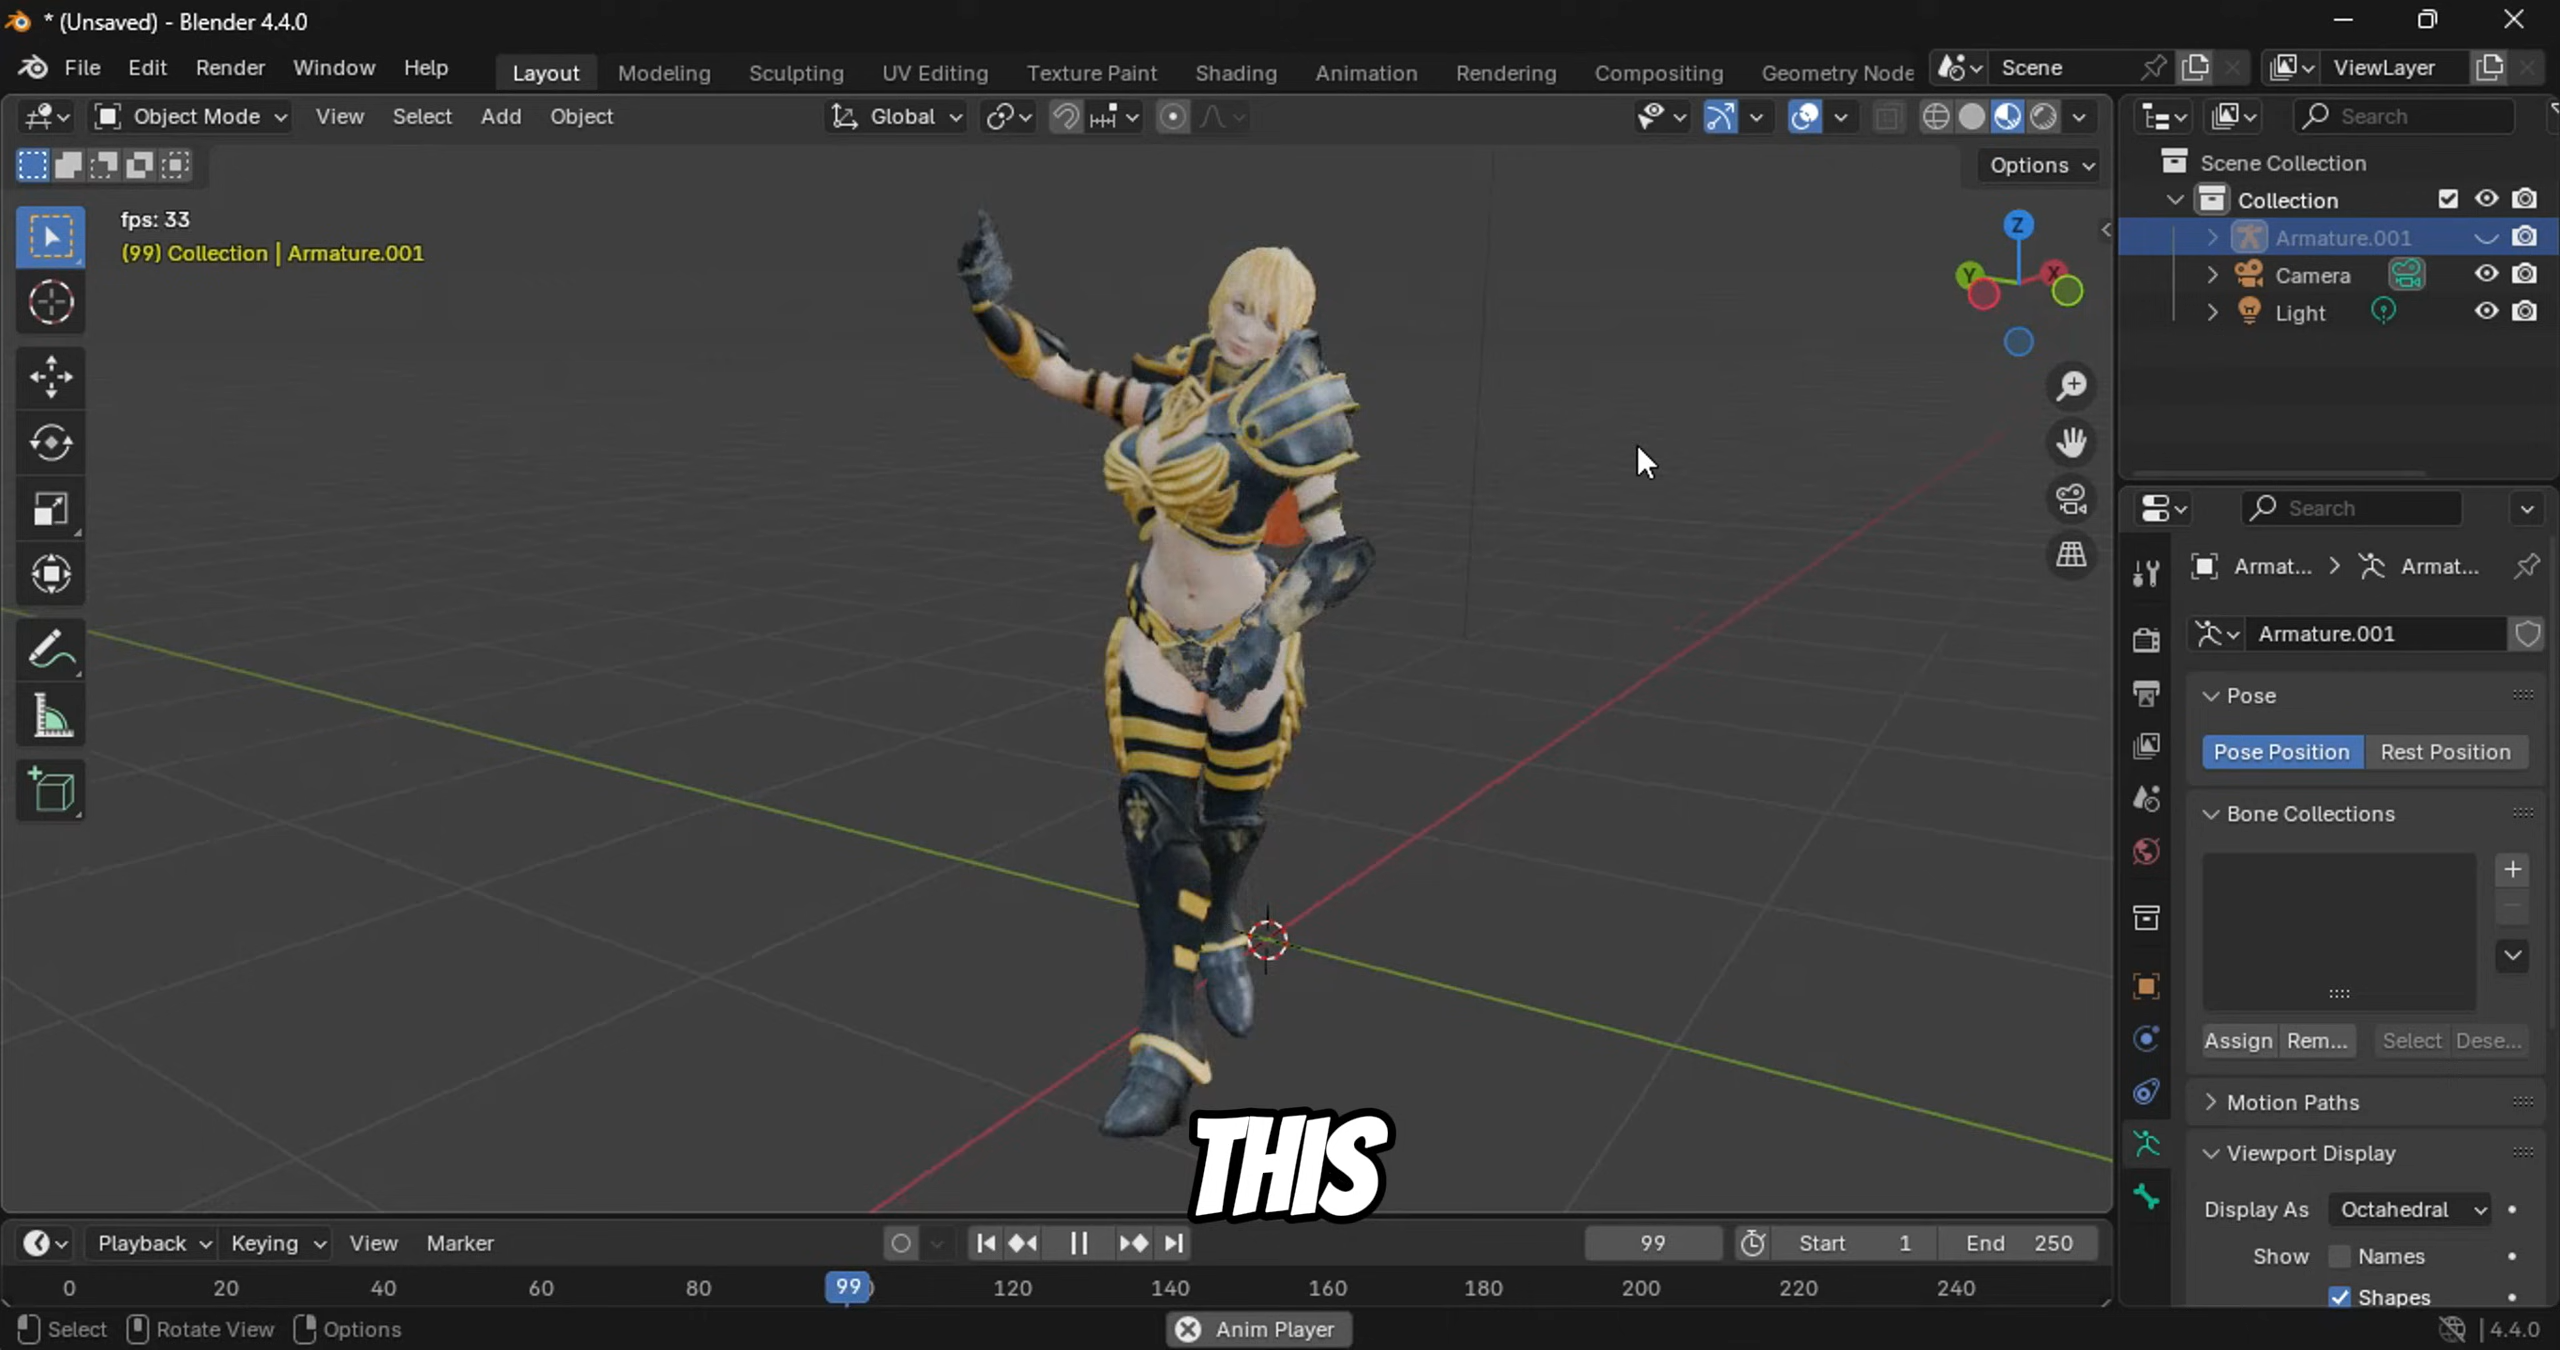 * (Unsaved) - Blender 4.4.0
File Edit Render Window Help
Layout Modeling Sculpting UV Editing Texture Paint Shading Animation Rendering Compositing Geometry Node
Scene
ViewLayer
Object Mode View Select Add Object
Global
Options
fps: 33
(99) Collection | Armature.001
Z
Y
X
Search
Scene Collection
Collection
Armature.001
Camera
Light
Search
Armat... > Armat...
Armature.001
Pose
Pose Position Rest Position
Bone Collections
Assign Rem... Select Dese...
Motion Paths
Viewport Display
Display As Octahedral
Show Names
Shapes
THIS
Playback Keying View Marker
99 Start 1 End 250
0 20 40 60 80 99 120 140 160 180 200 220 240
Select Rotate View Options
Anim Player
4.4.0